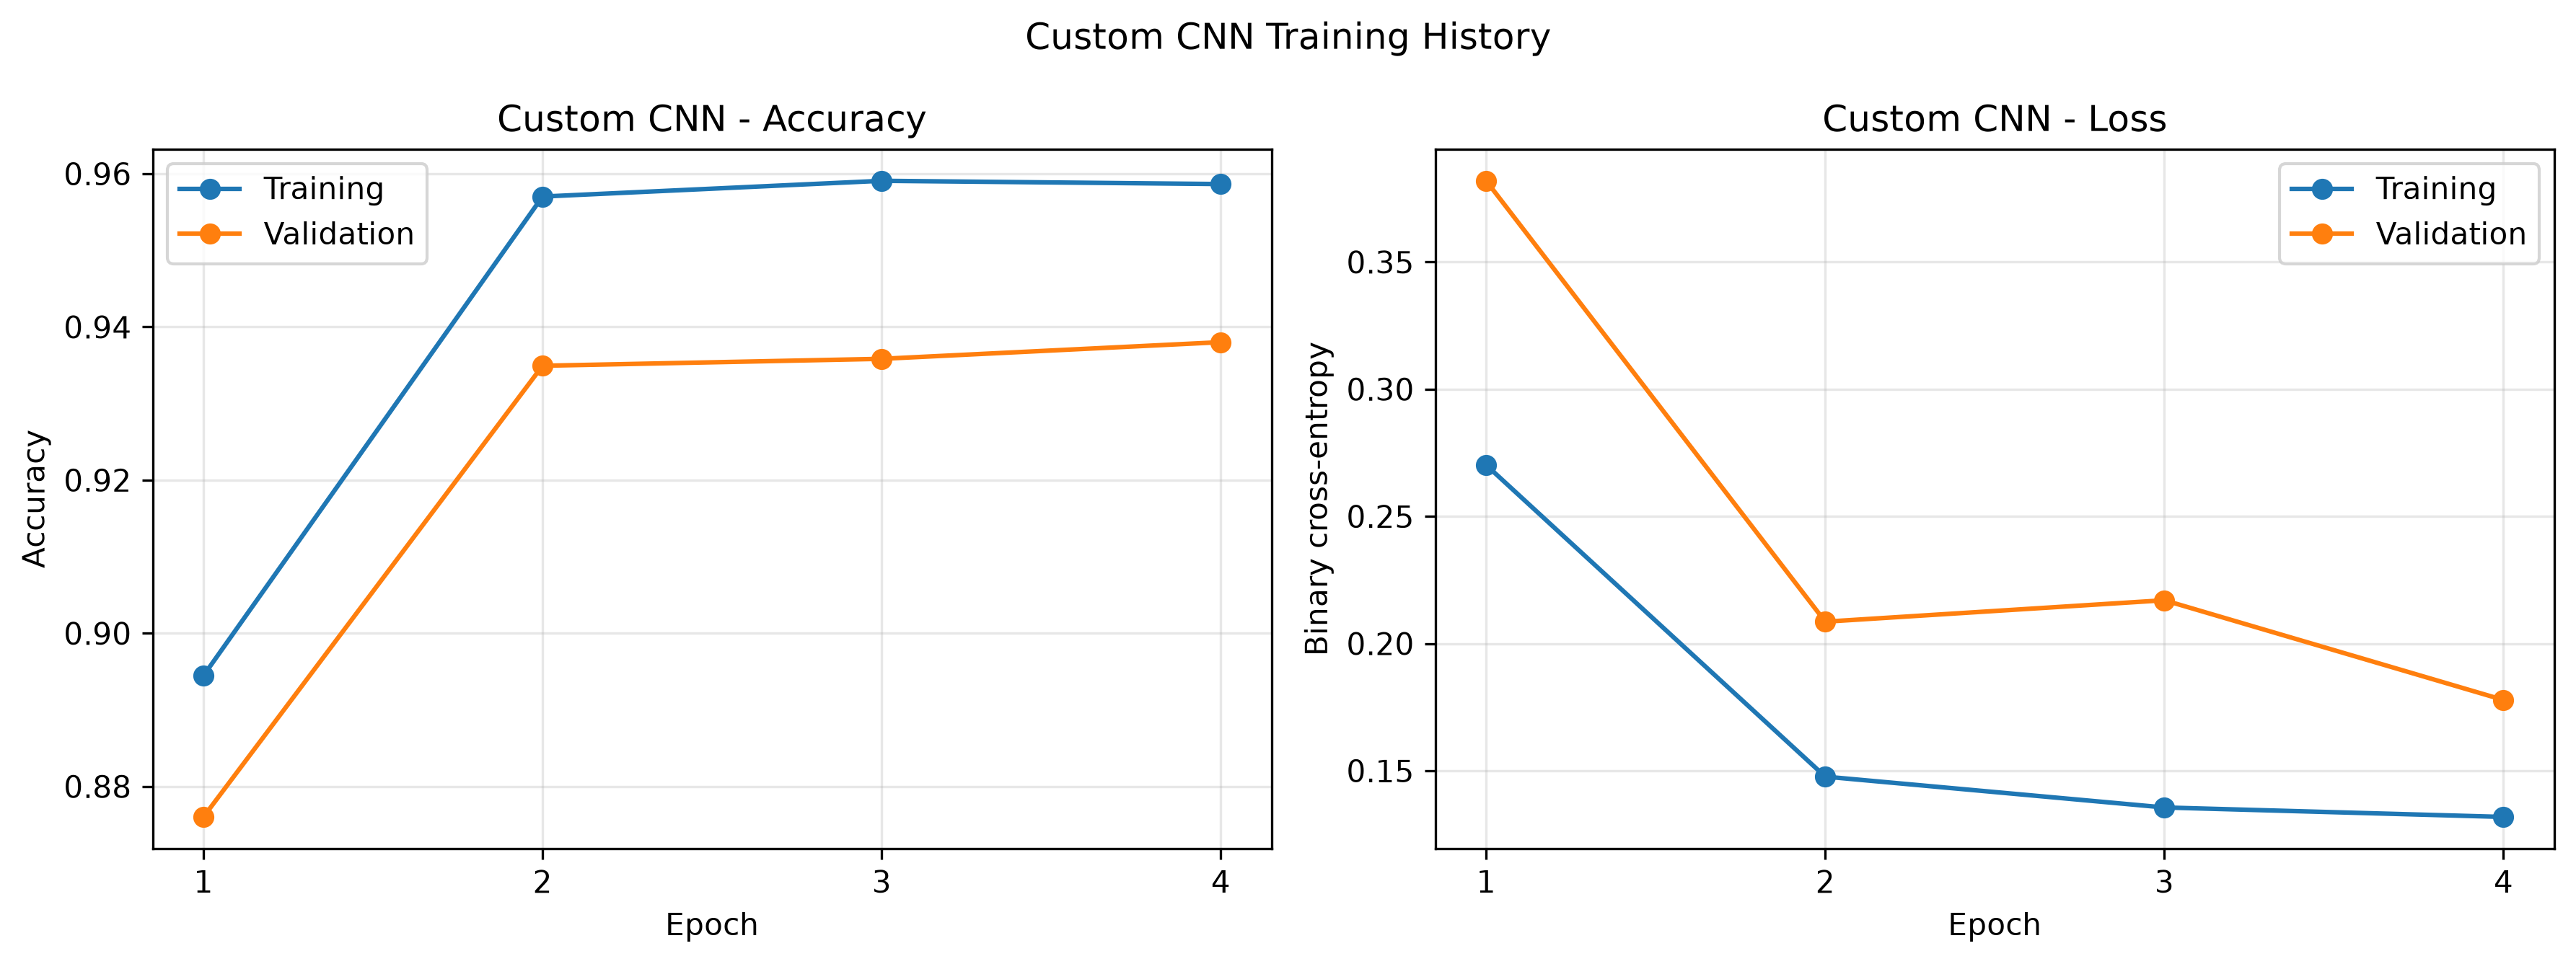 Custom CNN Training History
Custom CNN - Accuracy
Training
Validation
0.96
0.94
0.92
0.90
0.88
Accuracy
1 2 3 4
Epoch
Custom CNN - Loss
Training
Validation
0.35
0.30
0.25
0.20
0.15
Binary cross-entropy
1 2 3 4
Epoch